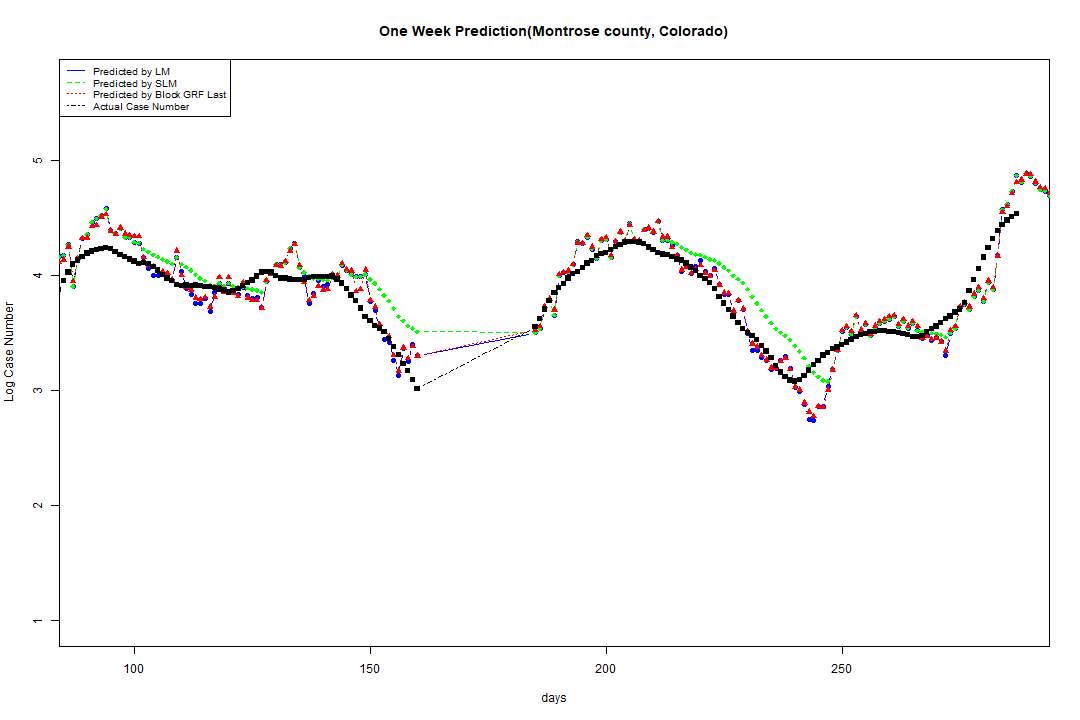 One Week Prediction(Montrose county, Colorado)
Predicted by LM
Predicted by SLM
Predicted by Block GRF Last
Actual Case Number
5
4
3
2
1
Log Case Number
100 150 200 250
days